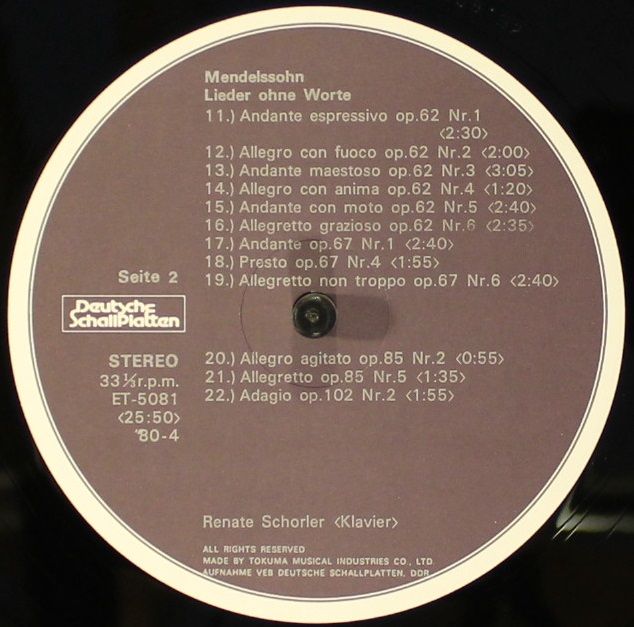 Mendelssohn
Lieder ohne Worte
11.) Andante espressivo op.62 Nr.1
<2:30>
12.) Allegro con fuoco op.62 Nr.2 <2:00>
13.) Andante maestoso op.62 Nr.3 <3:05>
14.) Allegro con anima op.62 Nr.4 <1:20>
15.) Andante con moto op.62 Nr.5 <2:40>
16.) Allegretto grazioso op.62 Nr.6 <2:35>
17.) Andante op.67 Nr.1 <2:40>
18.) Presto op.67 Nr.4 <1:55>
19.) Allegretto non troppo op.67 Nr.6 <2:40>
Seite 2
Deutsche
Schallplatten
STEREO
33⅓r.p.m.
ET-5081
<25:50>
'80-4
20.) Allegro agitato op.85 Nr.2 <0:55>
21.) Allegretto op.85 Nr.5 <1:35>
22.) Adagio op.102 Nr.2 <1:55>
Renate Schorler <Klavier>
ALL RIGHTS RESERVED
MADE BY TOKUMA MUSICAL INDUSTRIES CO., LTD.
AUFNAHME VEB DEUTSCHE SCHALLPLATTEN, DDR